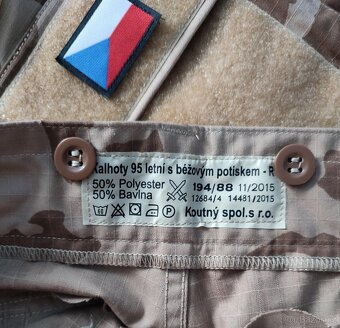 Kalhoty 95 letní s béžovým potiskem - R
50% Polyester 194/88 11/2015
50% Bavlna 12684/4 14481/2015
Koutný spol.s r.o.